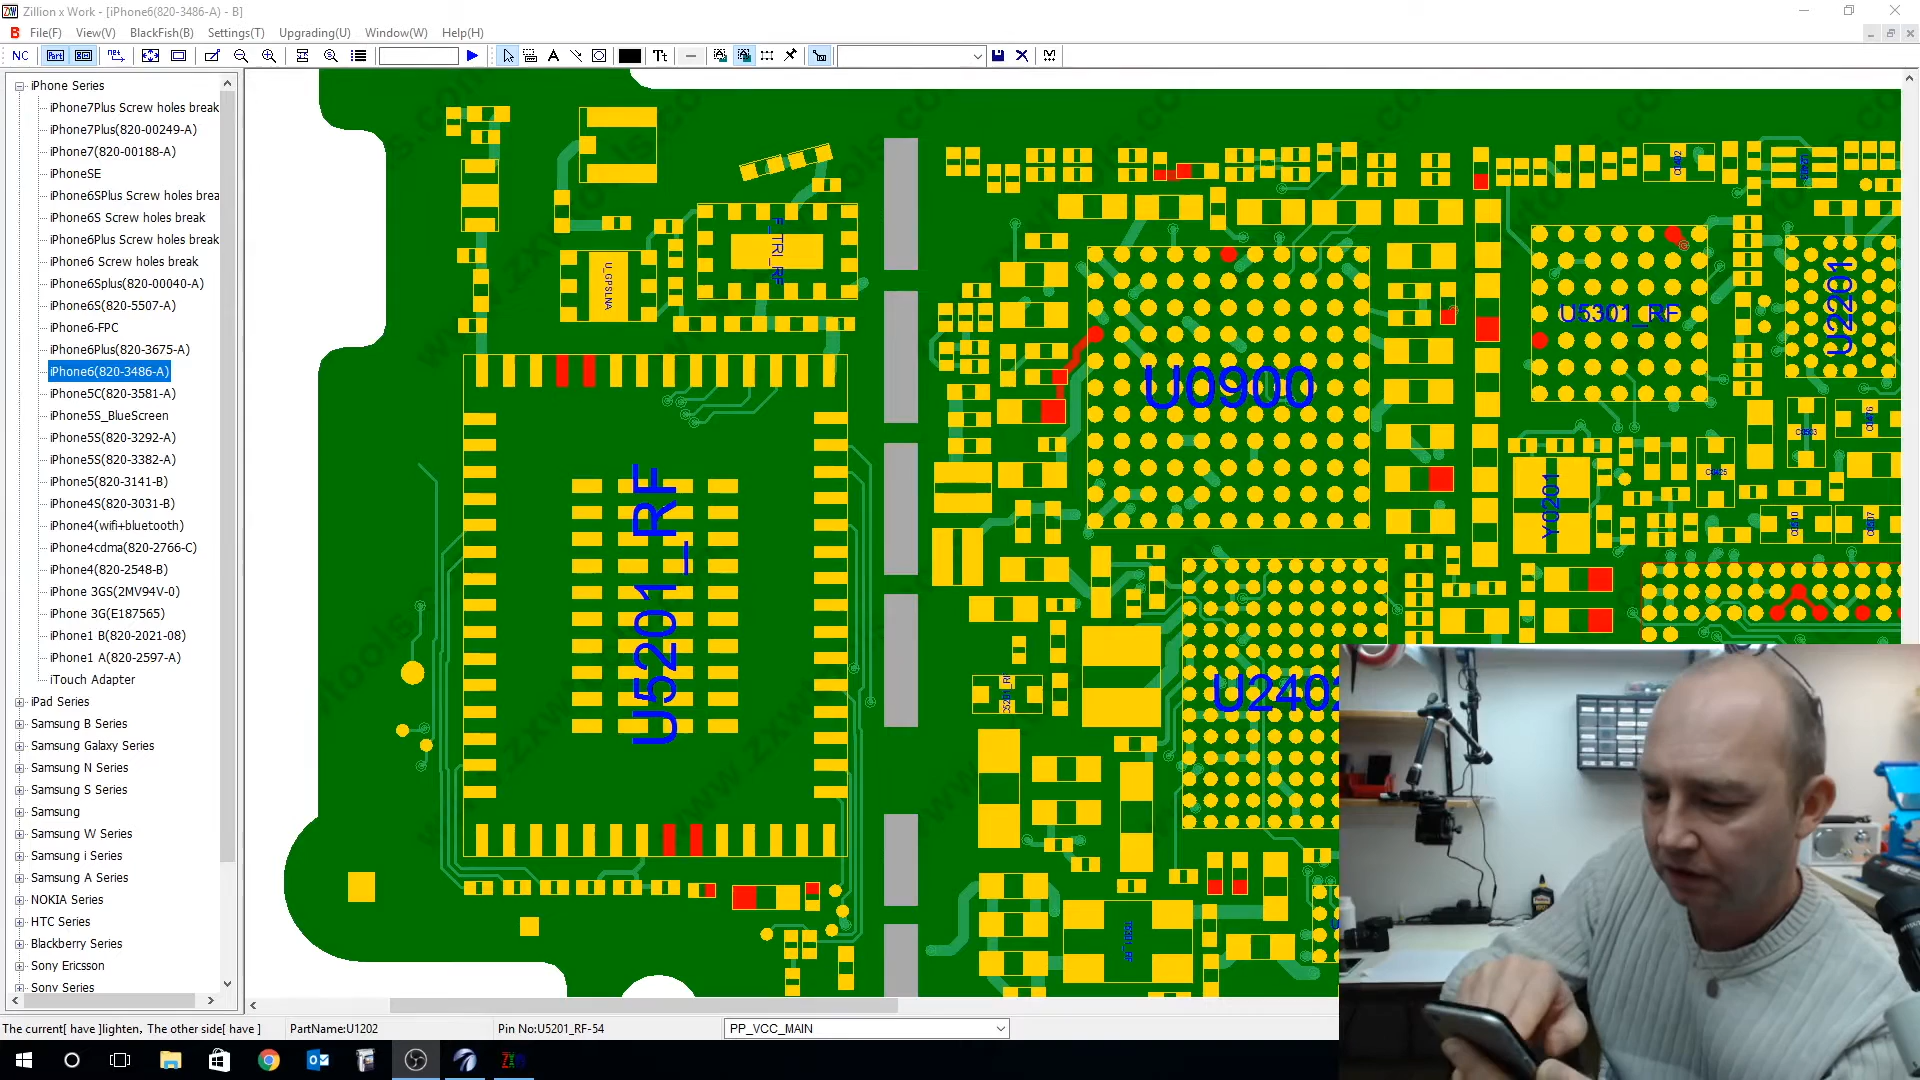 Zillion x Work - [iPhone6(820-3486-A) - B]
File(F) View(V) BlackFish(B) Settings(T) Upgrading(U) Window(W) Help(H)
NC
iPhone Series
iPhone7Plus Screw holes break
iPhone7Plus(820-00249-A)
iPhone7(820-00188-A)
iPhoneSE
iPhone6SPlus Screw holes brea
iPhone6S Screw holes break
iPhone6Plus Screw holes break
iPhone6 Screw holes break
iPhone6Splus(820-00040-A)
iPhone6S(820-5507-A)
iPhone6-FPC
iPhone6Plus(820-3675-A)
iPhone6(820-3486-A)
iPhone5C(820-3581-A)
iPhone5S_BlueScreen
iPhone5S(820-3292-A)
iPhone5S(820-3382-A)
iPhone5(820-3141-B)
iPhone4S(820-3031-B)
iPhone4(wifi+bluetooth)
iPhone4cdma(820-2766-C)
iPhone4(820-2548-B)
iPhone 3GS(2MV94V-0)
iPhone 3G(E187565)
iPhone1 B(820-2021-08)
iPhone1 A(820-2597-A)
iTouch Adapter
iPad Series
Samsung B Series
Samsung Galaxy Series
Samsung N Series
Samsung S Series
Samsung
Samsung W Series
Samsung i Series
Samsung A Series
NOKIA Series
HTC Series
Blackberry Series
Sony Ericsson
Sony Series
F_TRI_RF
U_GPSLNA
U5201_RF
U0900
U5301_RF
U2201
Y0201
U2402
The current[ have ]lighten, The other side[ have ]
PartName:U1202
Pin No:U5201_RF-54
PP_VCC_MAIN